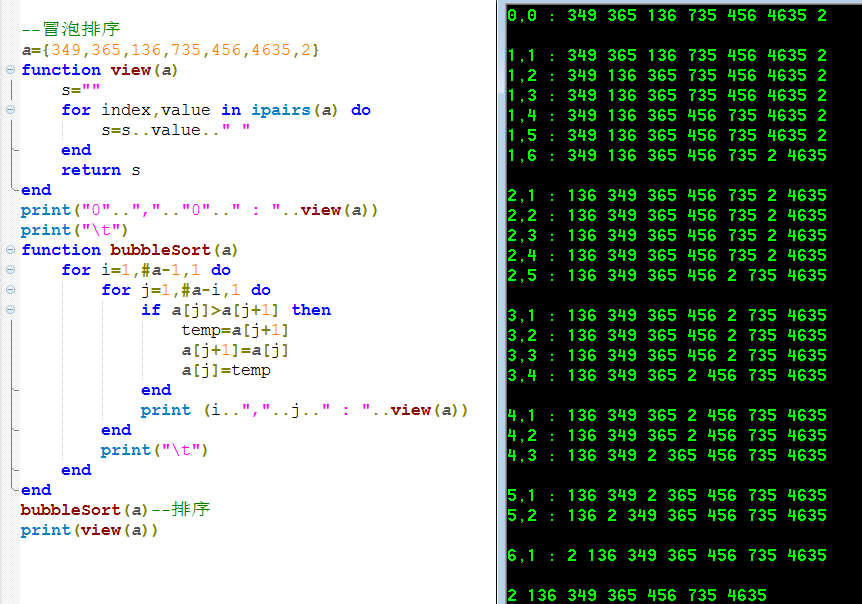 --冒泡排序
a={349,365,136,735,456,4635,2}
function view(a)
    s=""
    for index,value in ipairs(a) do
        s=s..value.." "
    end
    return s
end
print("0"..",".."0".." : "..view(a))
print("\t")
function bubbleSort(a)
    for i=1,#a-1,1 do
        for j=1,#a-i,1 do
            if a[j]>a[j+1] then
                temp=a[j+1]
                a[j+1]=a[j]
                a[j]=temp
            end
            print (i..","..j.." : "..view(a))
        end
        print("\t")
    end
end
bubbleSort(a)--排序
print(view(a))
0,0 : 349 365 136 735 456 4635 2
1,1 : 349 365 136 735 456 4635 2
1,2 : 349 136 365 735 456 4635 2
1,3 : 349 136 365 735 456 4635 2
1,4 : 349 136 365 456 735 4635 2
1,5 : 349 136 365 456 735 4635 2
1,6 : 349 136 365 456 735 2 4635
2,1 : 136 349 365 456 735 2 4635
2,2 : 136 349 365 456 735 2 4635
2,3 : 136 349 365 456 735 2 4635
2,4 : 136 349 365 456 735 2 4635
2,5 : 136 349 365 456 2 735 4635
3,1 : 136 349 365 456 2 735 4635
3,2 : 136 349 365 456 2 735 4635
3,3 : 136 349 365 456 2 735 4635
3,4 : 136 349 365 2 456 735 4635
4,1 : 136 349 365 2 456 735 4635
4,2 : 136 349 365 2 456 735 4635
4,3 : 136 349 2 365 456 735 4635
5,1 : 136 349 2 365 456 735 4635
5,2 : 136 2 349 365 456 735 4635
6,1 : 2 136 349 365 456 735 4635
2 136 349 365 456 735 4635